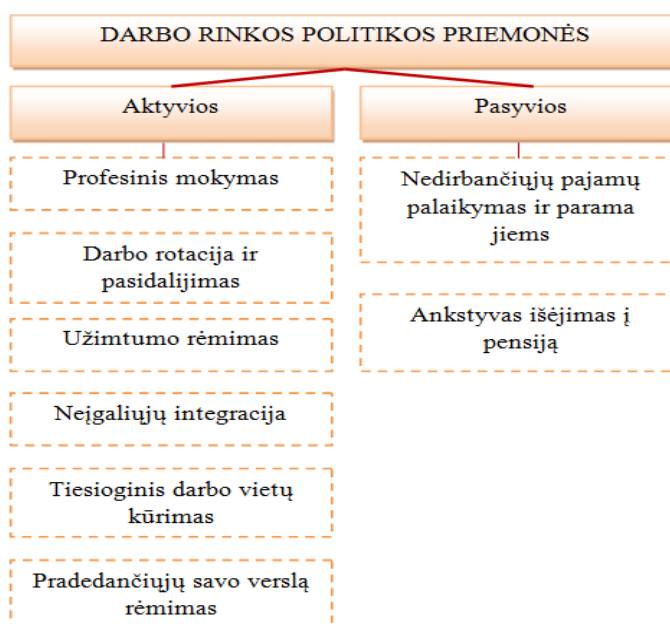 DARBO RINKOS POLITIKOS PRIEMONĖS
Aktyvios
Profesinis mokymas
Darbo rotacija ir
pasidalijimas
Užimtumo rėmimas
Neįgaliųjų integracija
Tiesioginis darbo vietų
kūrimas
Pradedančiųjų savo verslą
rėmimas
Pasyvios
Nedirbančiųjų pajamų
palaikymas ir parama
jiems
Ankstyvas išėjimas į
pensiją